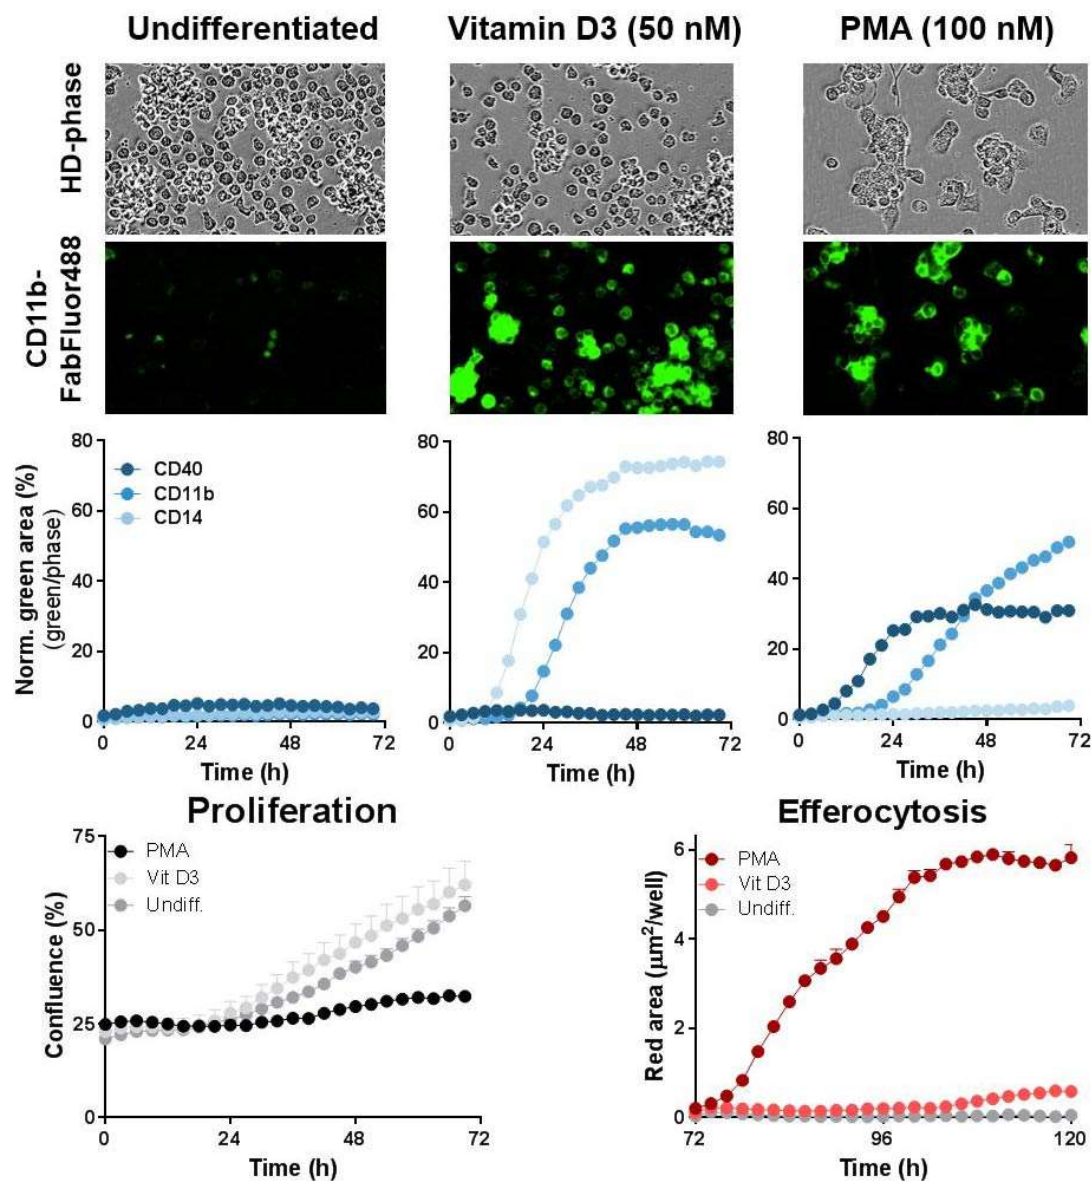 Undifferentiated
Vitamin D3 (50 nM)
PMA (100 nM)
HD-phase
CD11b-
FabFluor488
Norm. green area (%)
(green/phase)
80
60
40
20
0
CD40
CD11b
CD14
0 24 48 72
Time (h)
80
60
40
20
0
0 24 48 72
Time (h)
80
60
40
20
0
0 24 48 72
Time (h)
Proliferation
Confluence (%)
75
50
25
0
PMA
Vit D3
Undiff.
0 24 48 72
Time (h)
Efferocytosis
Red area (µm²/well)
6
4
2
0
PMA
Vit D3
Undiff.
72 96 120
Time (h)